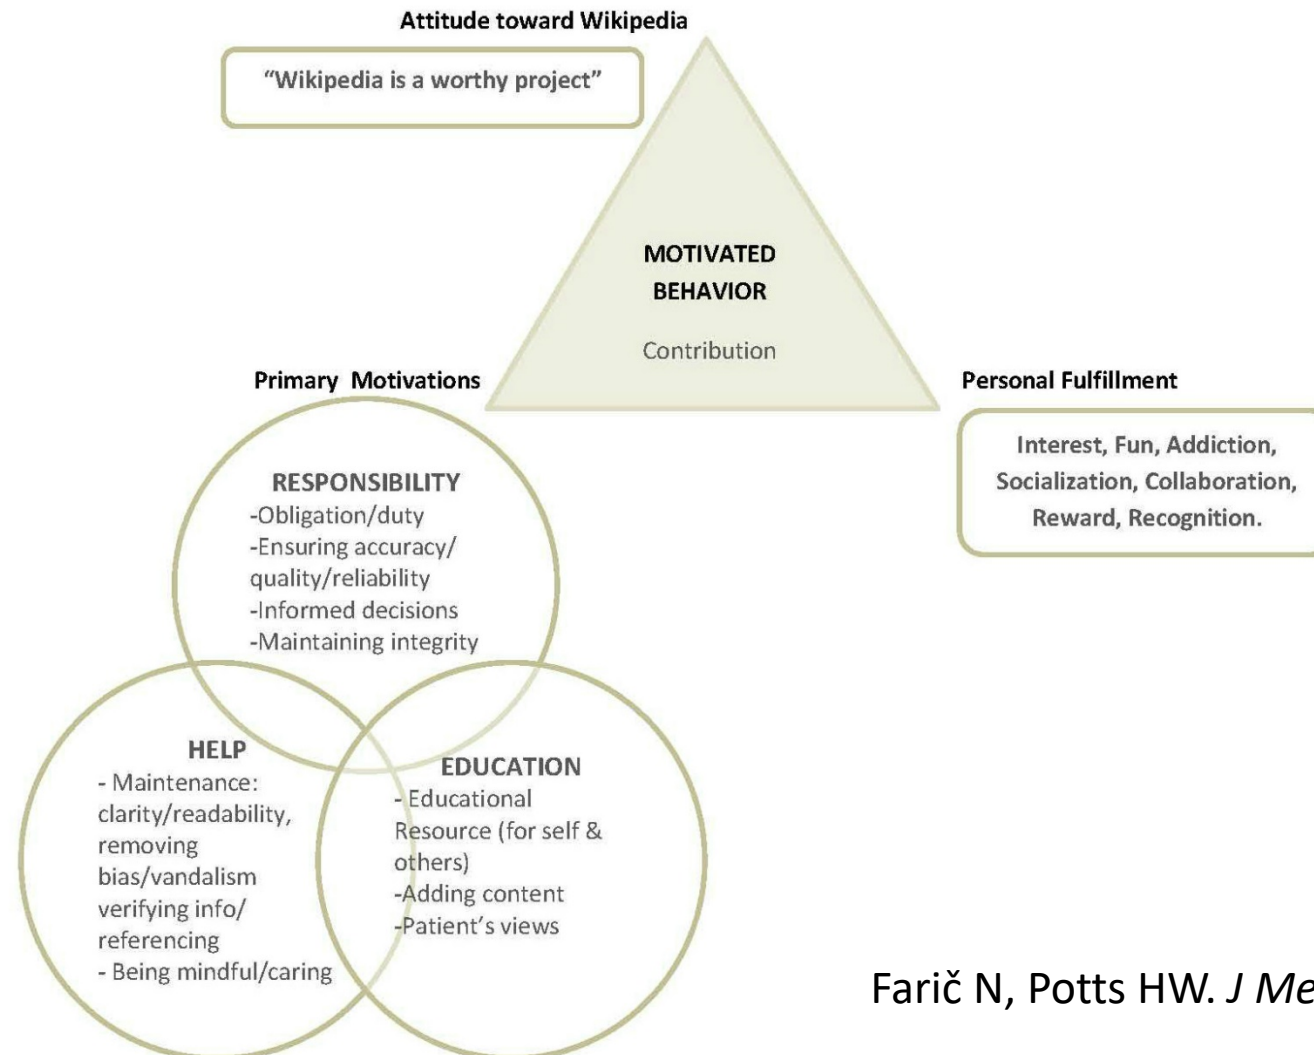 Attitude toward Wikipedia
“Wikipedia is a worthy project”
MOTIVATED
BEHAVIOR
Contribution
Primary Motivations
Personal Fulfillment
Interest, Fun, Addiction,
Socialization, Collaboration,
Reward, Recognition.
RESPONSIBILITY
-Obligation/duty
-Ensuring accuracy/
quality/reliability
-Informed decisions
-Maintaining integrity
HELP
- Maintenance:
clarity/readability,
removing
bias/vandalism
verifying info/
referencing
- Being mindful/caring
EDUCATION
- Educational
Resource (for self &
others)
-Adding content
-Patient’s views
Farič N, Potts HW. J Me